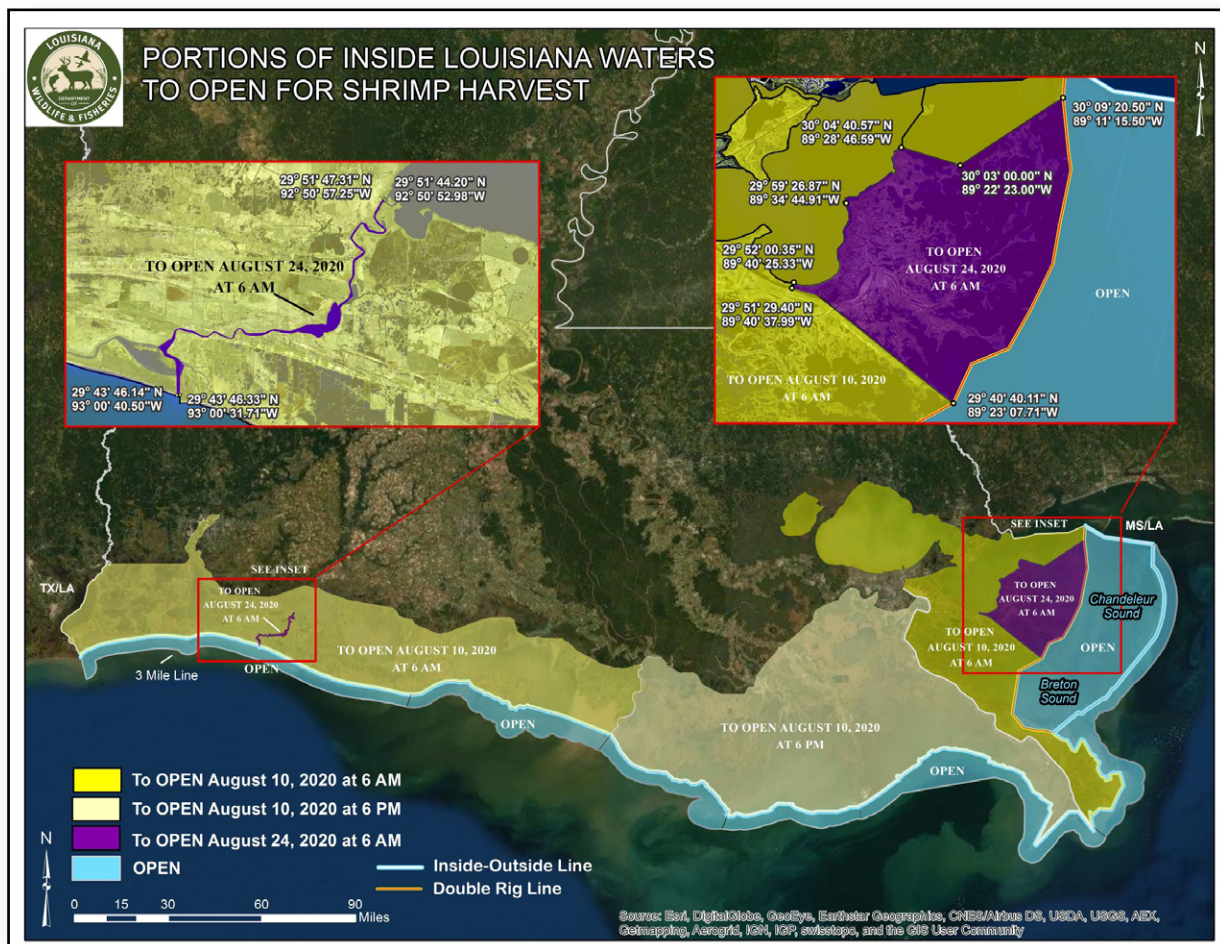 LOUISIANA
DEPARTMENT
OF
WILDLIFE & FISHERIES
PORTIONS OF INSIDE LOUISIANA WATERS
TO OPEN FOR SHRIMP HARVEST
N
29° 51' 47.31" N
92° 50' 57.25"W
29° 51' 44.20" N
92° 50' 52.98"W
TO OPEN AUGUST 24, 2020
AT 6 AM
29° 43' 46.14" N
93° 00' 40.50"W
29° 43' 46.33" N
93° 00' 31.71"W
30° 09' 20.50" N
89° 11' 15.50"W
30° 04' 40.57" N
89° 28' 46.59"W
30° 03' 00.00" N
89° 22' 23.00"W
29° 59' 26.87" N
89° 34' 44.91"W
29° 52' 00.35" N
89° 40' 25.33"W
29° 51' 29.40" N
89° 40' 37.99"W
TO OPEN
AUGUST 24, 2020
AT 6 AM
OPEN
TO OPEN AUGUST 10, 2020
AT 6 AM
29° 40' 40.11" N
89° 23' 07.71"W
TX/LA
SEE INSET
TO OPEN
AUGUST 24, 2020
AT 6 AM
3 Mile Line
OPEN
TO OPEN AUGUST 10, 2020
AT 6 AM
OPEN
TO OPEN AUGUST 10, 2020
AT 6 PM
OPEN
SEE INSET
MS/LA
TO OPEN
AUGUST 24, 2020
AT 6 AM
Chandeleur
Sound
OPEN
TO OPEN
AUGUST 10, 2020
AT 6 AM
Breton
Sound
To OPEN August 10, 2020 at 6 AM
To OPEN August 10, 2020 at 6 PM
To OPEN August 24, 2020 at 6 AM
OPEN
Inside-Outside Line
Double Rig Line
N
0 15 30 60 90
Miles
Source: Esri, DigitalGlobe, GeoEye, Earthstar Geographics, CNES/Airbus DS, USDA, USGS, AEX,
Getmapping, Aerogrid, IGN, IGP, swisstopo, and the GIS User Community